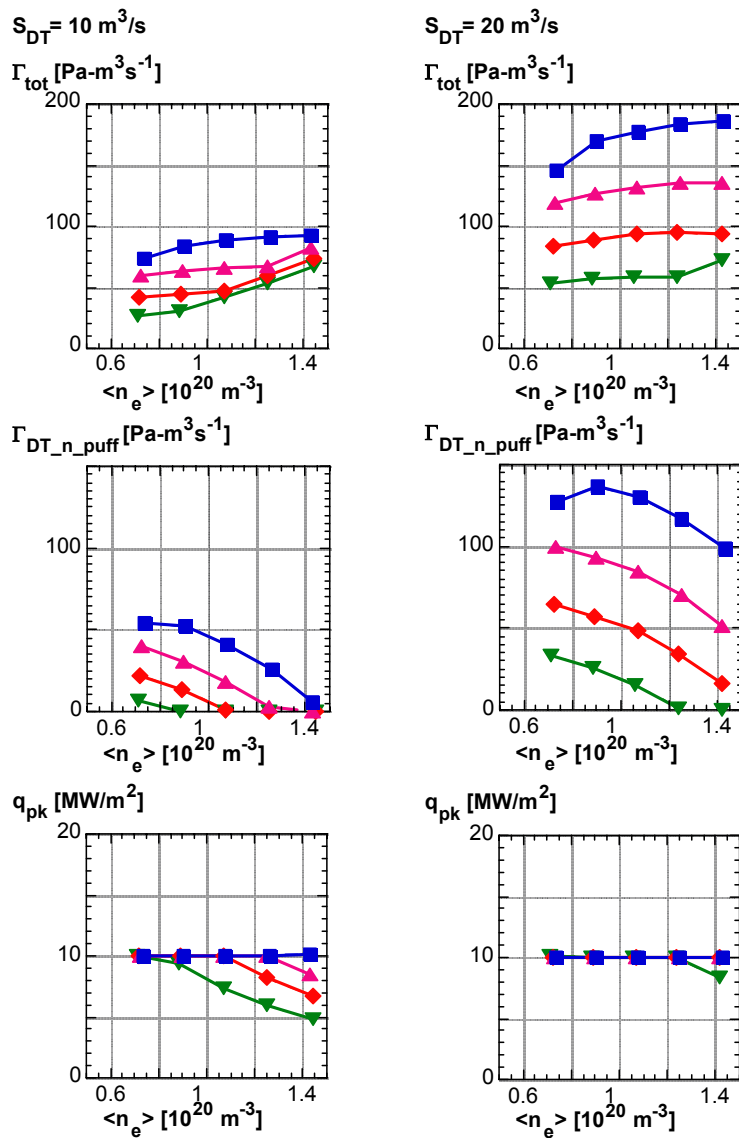 S_DT = 10 m³/s
S_DT = 20 m³/s
Γ_tot [Pa-m³s⁻¹]
Γ_tot [Pa-m³s⁻¹]
200
200
100
100
0
0
0.6 1 1.4
0.6 1 1.4
<n_e> [10²⁰ m⁻³]
<n_e> [10²⁰ m⁻³]
Γ_DT_n_puff [Pa-m³s⁻¹]
Γ_DT_n_puff [Pa-m³s⁻¹]
100
100
0
0
0.6 1 1.4
0.6 1 1.4
<n_e> [10²⁰ m⁻³]
<n_e> [10²⁰ m⁻³]
q_pk [MW/m²]
q_pk [MW/m²]
20
20
10
10
0
0
0.6 1 1.4
0.6 1 1.4
<n_e> [10²⁰ m⁻³]
<n_e> [10²⁰ m⁻³]